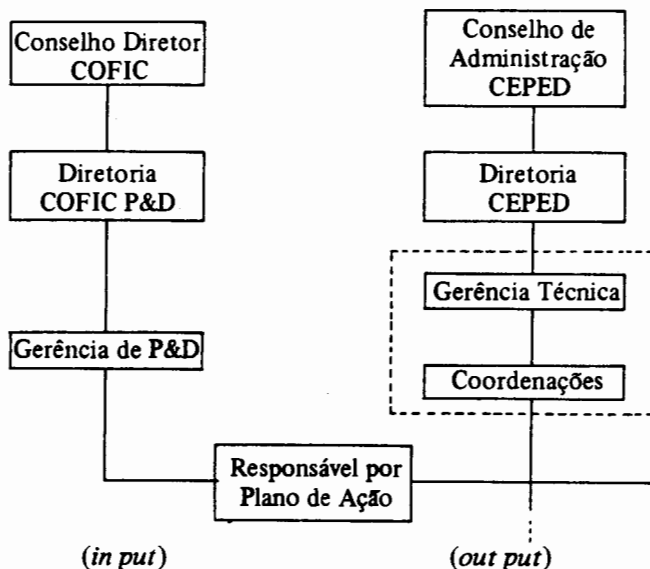 Conselho Diretor
COFIC
Diretoria
COFIC P&D
Gerência de P&D
Conselho de
Administração
CEPED
Diretoria
CEPED
Gerência Técnica
Coordenações
Responsável por
Plano de Ação
(in put)
(out put)